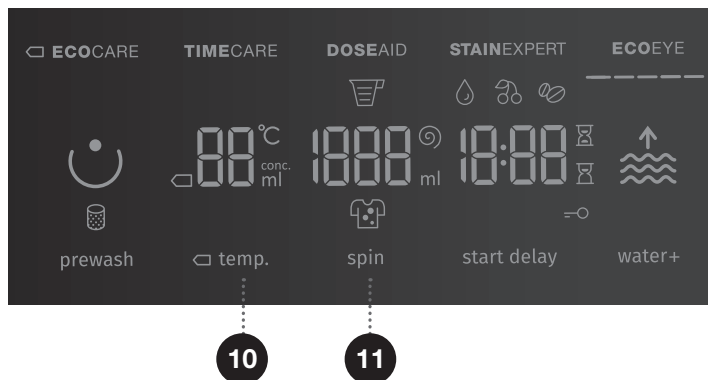 ECOCARE TIMECARE DOSEAID STAINEXPERT ECOEYE
88 °C 1888 18:88
conc.
ml ml
prewash temp. spin start delay water+
10 11